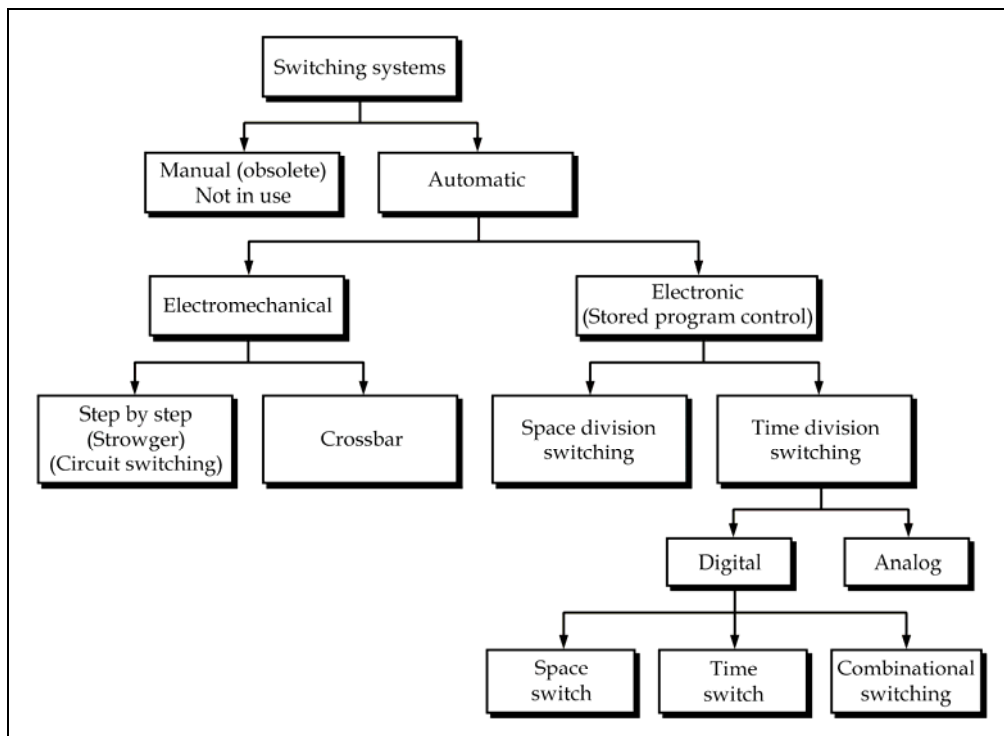 Switching systems
Manual (obsolete)
Not in use
Automatic
Electromechanical
Electronic
(Stored program control)
Step by step
(Strowger)
(Circuit switching)
Crossbar
Space division
switching
Time division
switching
Digital
Analog
Space
switch
Time
switch
Combinational
switching